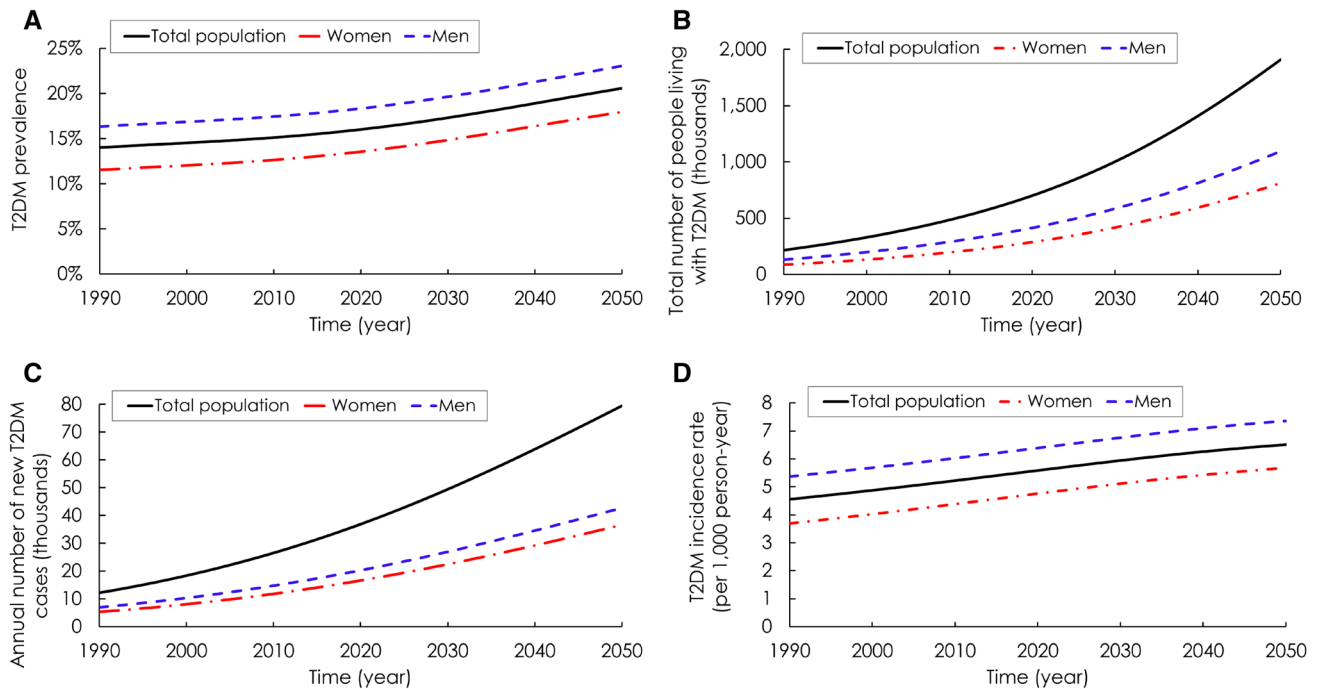 A
Total population Women Men
T2DM prevalence
25%
20%
15%
10%
5%
0%
1990 2000 2010 2020 2030 2040 2050
Time (year)
B
Total population Women Men
Total number of people living
with T2DM (thousands)
2,000
1,500
1,000
500
0
1990 2000 2010 2020 2030 2040 2050
Time (year)
C
Total population Women Men
Annual number of new T2DM
cases (thousands)
80
70
60
50
40
30
20
10
0
1990 2000 2010 2020 2030 2040 2050
Time (year)
D
Total population Women Men
T2DM incidence rate
(per 1,000 person-year)
8
7
6
5
4
3
2
1
0
1990 2000 2010 2020 2030 2040 2050
Time (year)